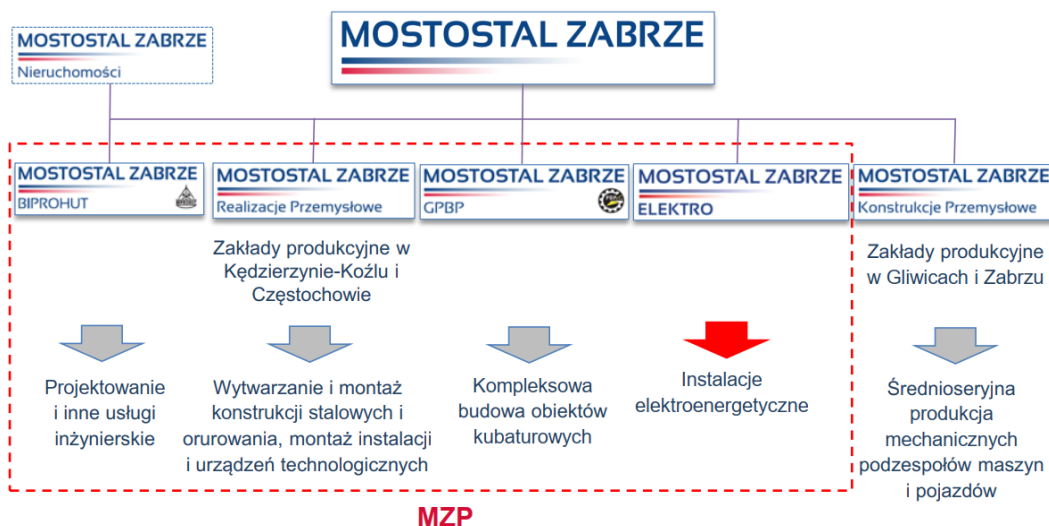 MOSTOSTAL ZABRZE
Nieruchomości
MOSTOSTAL ZABRZE
MOSTOSTAL ZABRZE
BIPROHUT
MOSTOSTAL ZABRZE
Realizacje Przemysłowe
MOSTOSTAL ZABRZE
GPBP
MOSTOSTAL ZABRZE
ELEKTRO
MOSTOSTAL ZABRZE
Konstrukcje Przemysłowe
Zakłady produkcyjne w
Kędzierzynie-Koźlu i
Częstochowie
Zakłady produkcyjne
w Gliwicach i Zabrzu
Projektowanie
i inne usługi
inżynierskie
Wytwarzanie i montaż
konstrukcji stalowych i
orurowania, montaż instalacji
i urządzeń technologicznych
Kompleksowa
budowa obiektów
kubaturowych
Instalacje
elektroenergetyczne
Średnioseryjna
produkcja
mechanicznych
podzespołów maszyn
i pojazdów
MZP